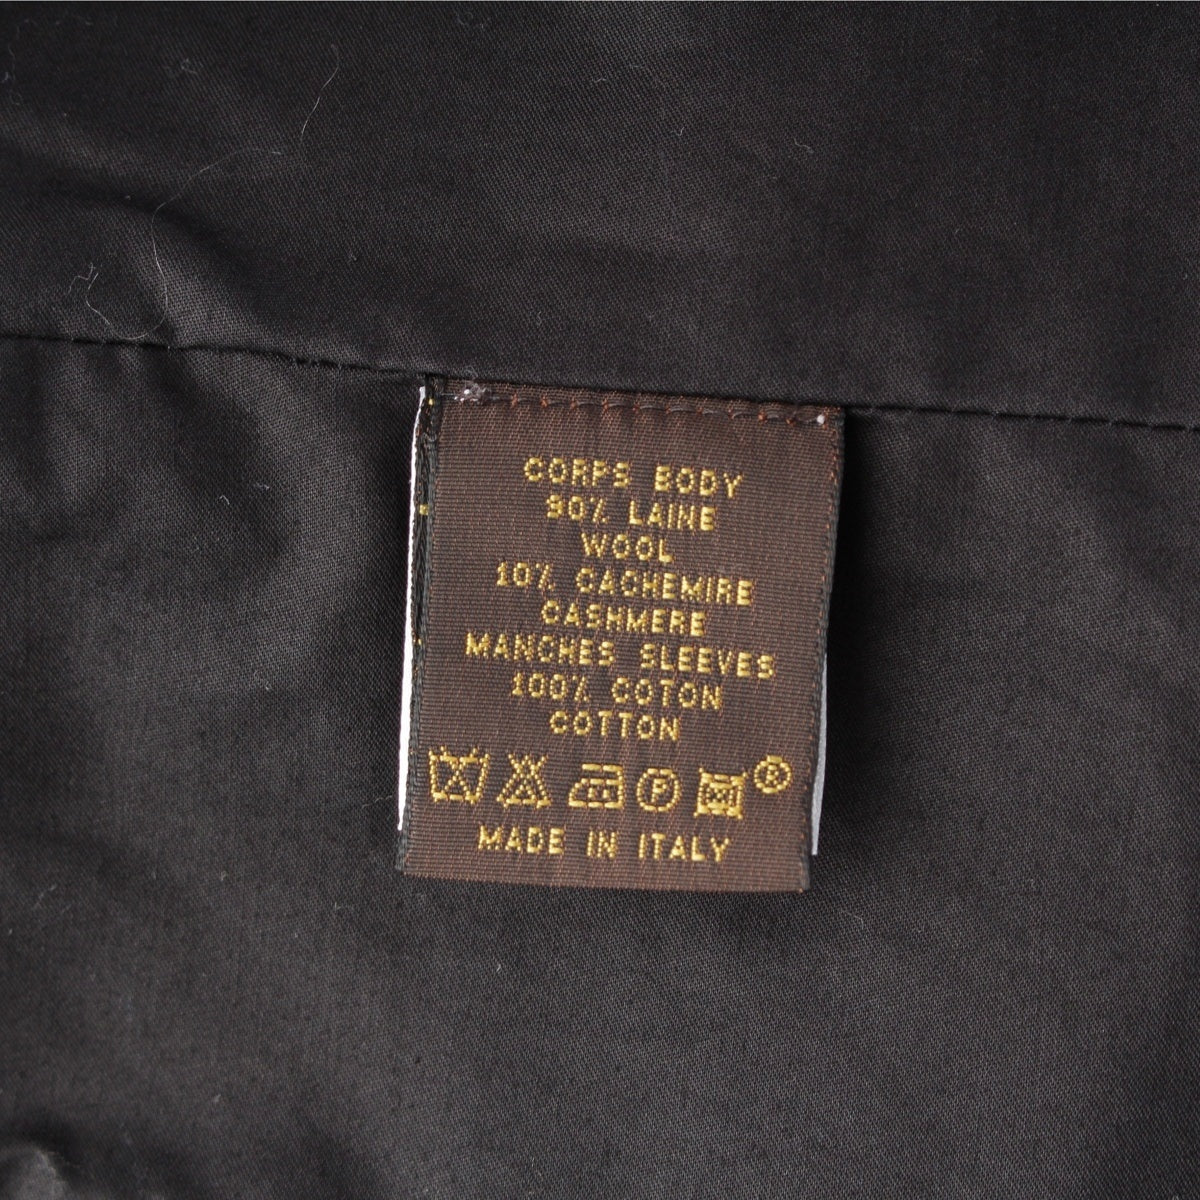 CORPS BODY
90% LAINE
WOOL
10% CACHEMIRE
CASHMERE
MANCHES SLEEVES
100% COTON
COTTON
P ®
MADE IN ITALY